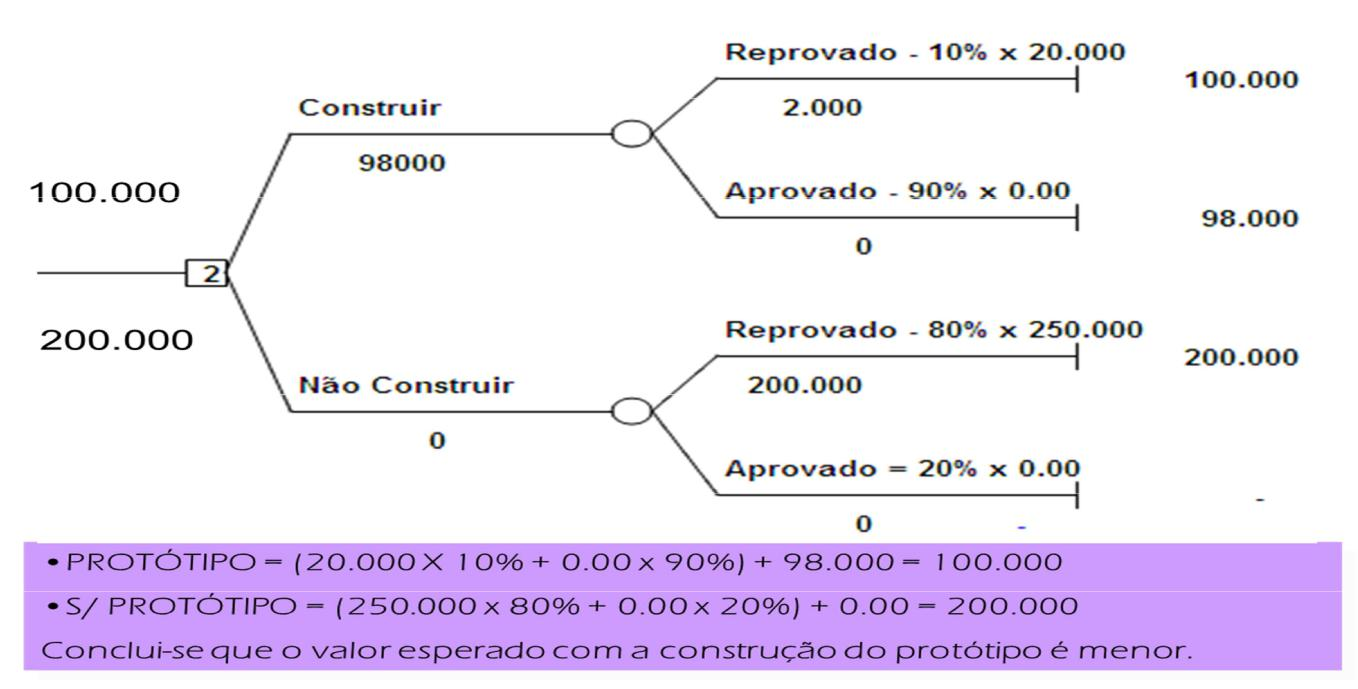 Reprovado - 10% x 20.000
100.000
Construir
2.000
98000
100.000
Aprovado - 90% x 0.00
98.000
0
2
Reprovado - 80% x 250.000
200.000
200.000
Não Construir
200.000
0
Aprovado = 20% x 0.00
-
0 -
• PROTÓTIPO = (20.000 X 10% + 0.00 x 90%) + 98.000 = 100.000
• S/ PROTÓTIPO = (250.000 x 80% + 0.00 x 20%) + 0.00 = 200.000
Conclui-se que o valor esperado com a construção do protótipo é menor.